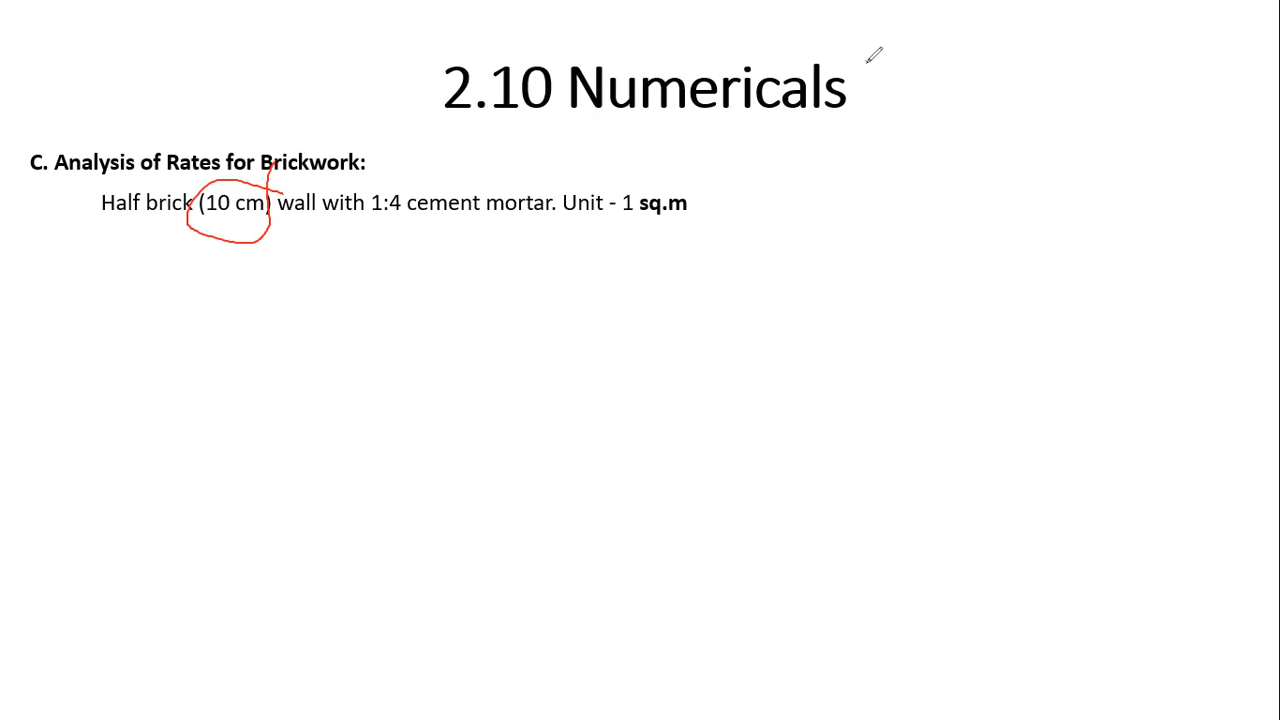 2.10 Numericals
C. Analysis of Rates for Brickwork:
Half brick (10 cm) wall with 1:4 cement mortar. Unit - 1 sq.m